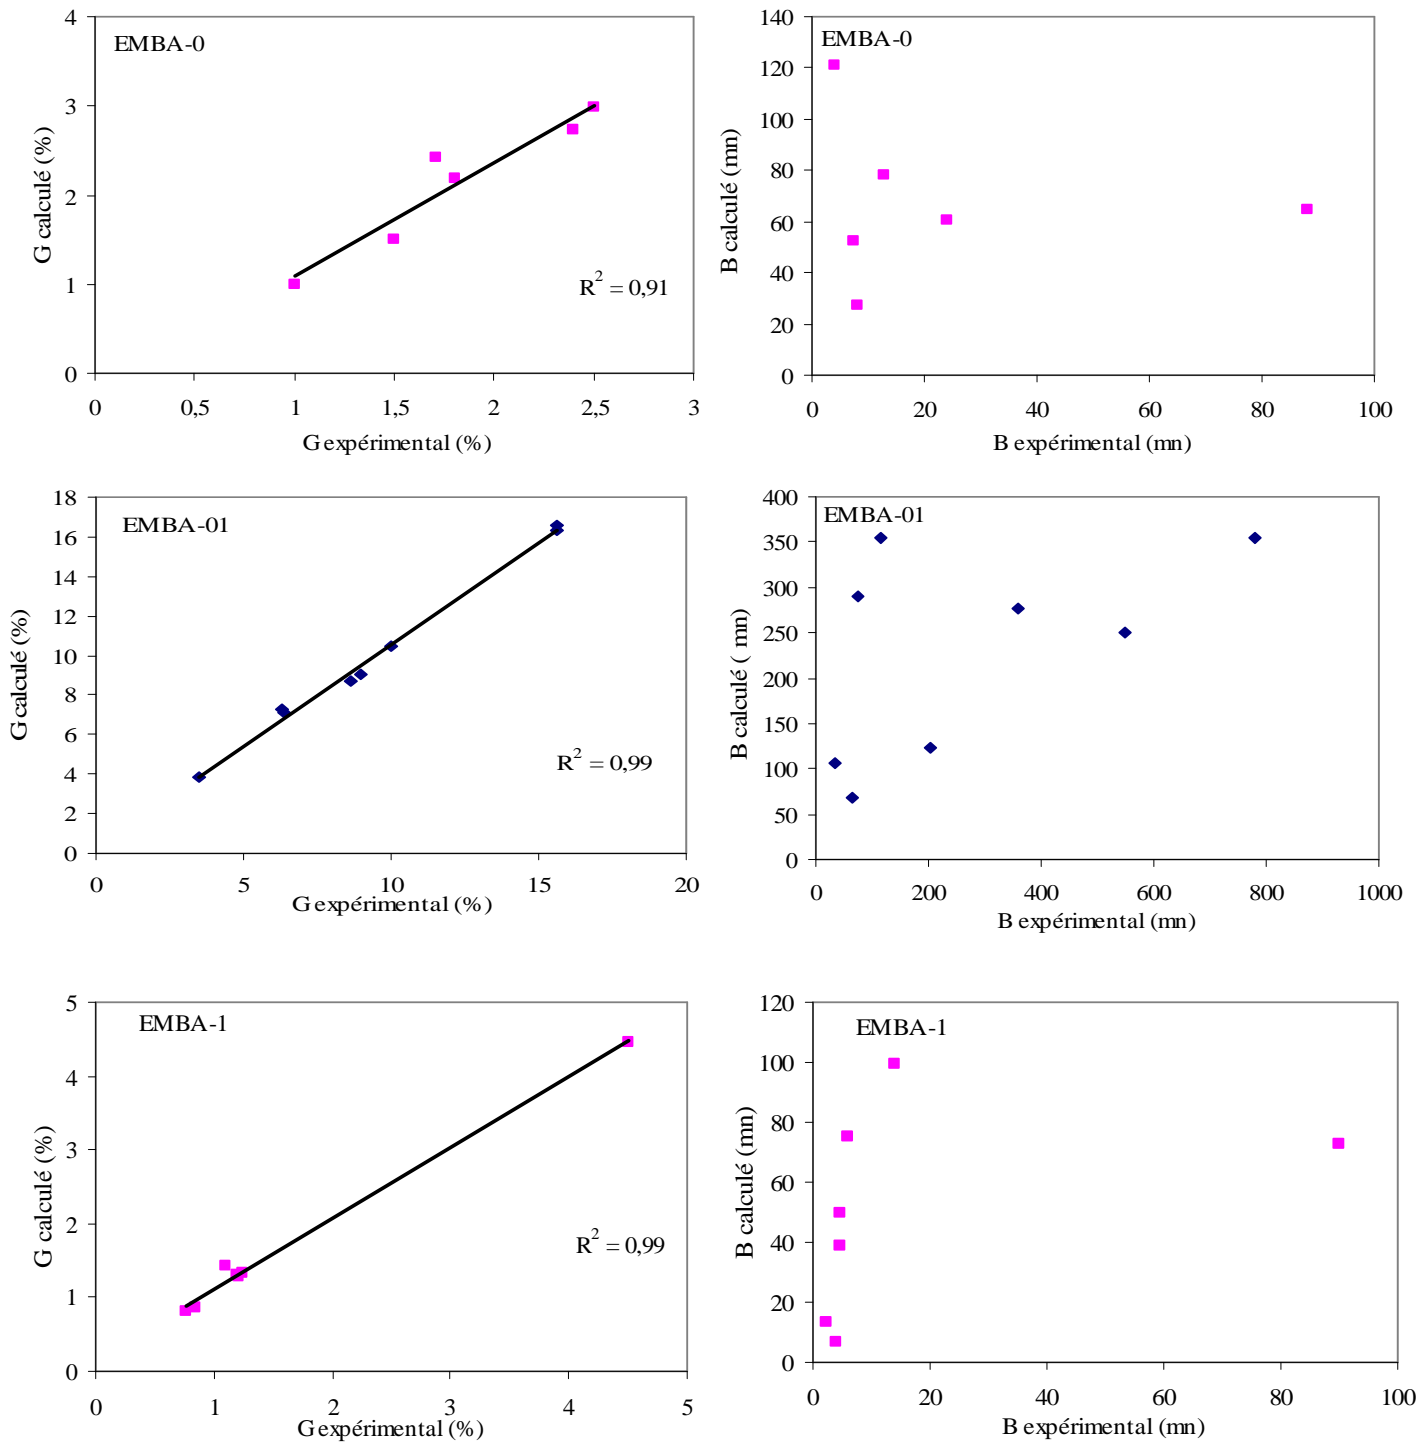 EMBA-0
4
3
2
1
0
0 0,5 1 1,5 2 2,5 3
G calculé (%)
G expérimental (%)
R² = 0,91
EMBA-0
140
120
100
80
60
40
20
0
0 20 40 60 80 100
B calculé (mn)
B expérimental (mn)
EMBA-01
18
16
14
12
10
8
6
4
2
0
0 5 10 15 20
G calculé (%)
G expérimental (%)
R² = 0,99
EMBA-01
400
350
300
250
200
150
100
50
0
0 200 400 600 800 1000
B calculé ( mn)
B expérimental (mn)
EMBA-1
5
4
3
2
1
0
0 1 2 3 4 5
G calculé (%)
G expérimental (%)
R² = 0,99
EMBA-1
120
100
80
60
40
20
0
0 20 40 60 80 100
B calculé (mn)
B expérimental (mn)